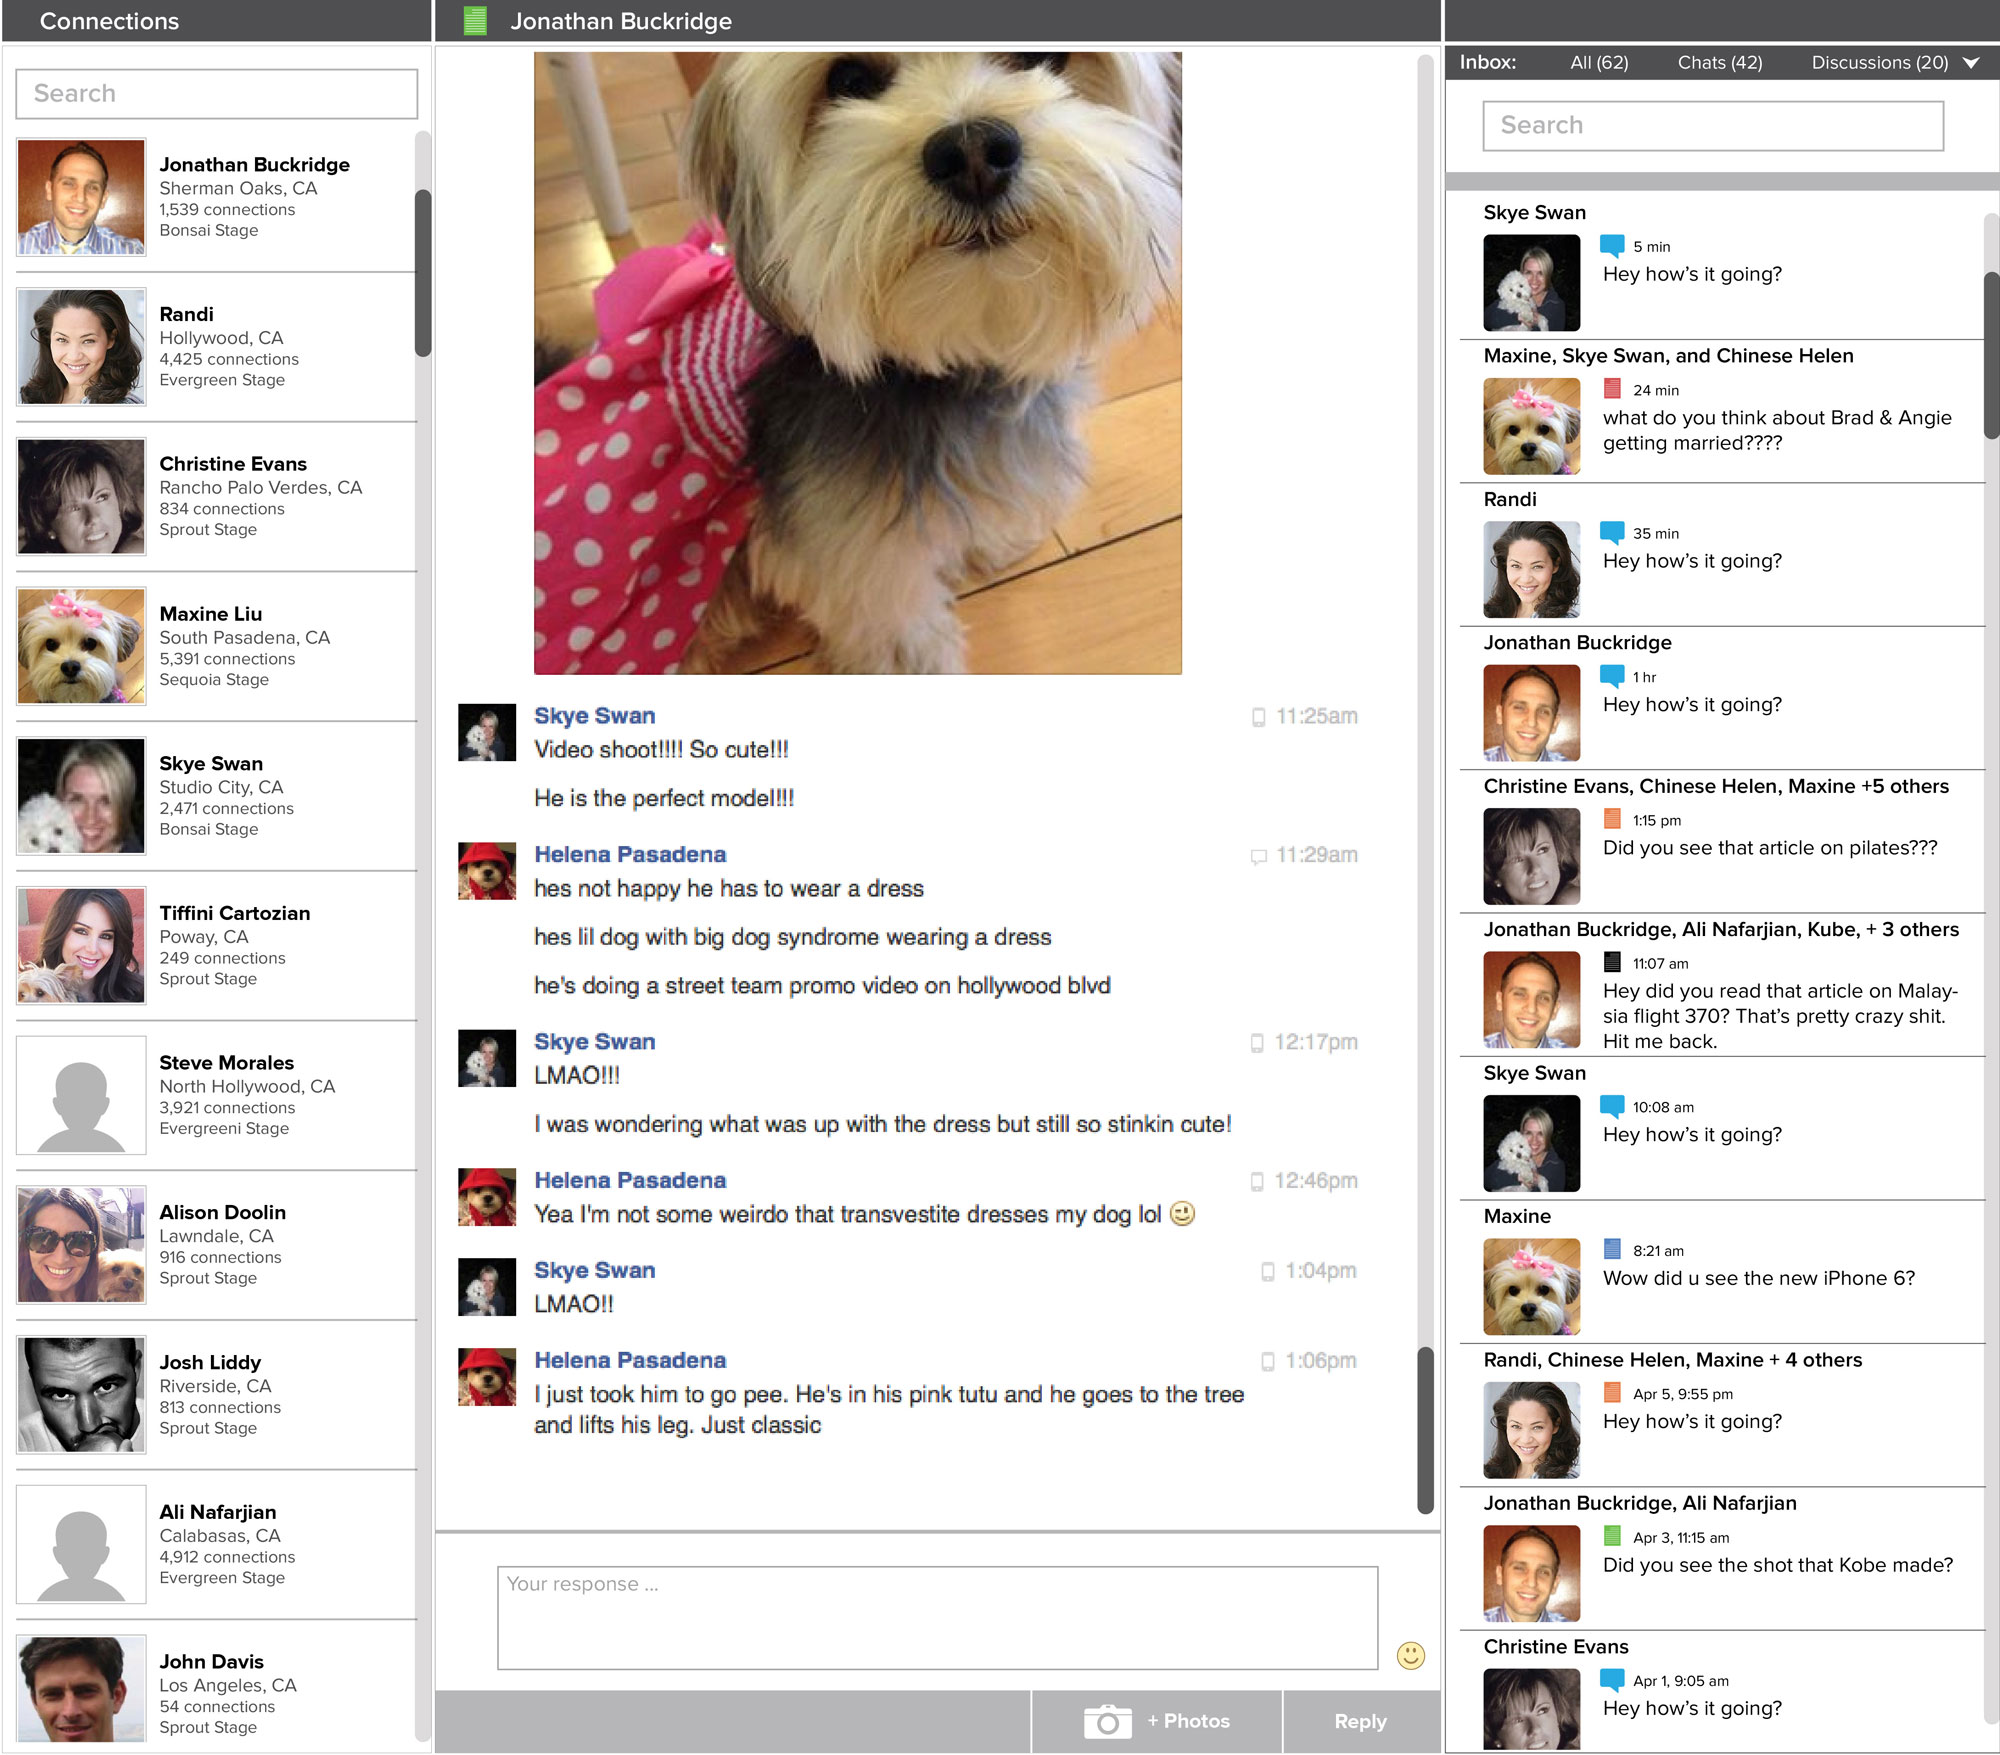 Connections
Search
Jonathan Buckridge
Sherman Oaks, CA
1,539 connections
Bonsai Stage
Randi
Hollywood, CA
4,425 connections
Evergreen Stage
Christine Evans
Rancho Palo Verdes, CA
834 connections
Sprout Stage
Maxine Liu
South Pasadena, CA
5,391 connections
Sequoia Stage
Skye Swan
Studio City, CA
2,471 connections
Bonsai Stage
Tiffini Cartozian
Poway, CA
249 connections
Sprout Stage
Steve Morales
North Hollywood, CA
3,921 connections
Evergreeni Stage
Alison Doolin
Lawndale, CA
916 connections
Sprout Stage
Josh Liddy
Riverside, CA
813 connections
Sprout Stage
Ali Nafarjian
Calabasas, CA
4,912 connections
Evergreen Stage
John Davis
Los Angeles, CA
54 connections
Sprout Stage
Jonathan Buckridge
Skye Swan 11:25am
Video shoot!!!! So cute!!!
He is the perfect model!!!
Helena Pasadena 11:29am
hes not happy he has to wear a dress
hes lil dog with big dog syndrome wearing a dress
he's doing a street team promo video on hollywood blvd
Skye Swan 12:17pm
LMAO!!!
I was wondering what was up with the dress but still so stinkin cute!
Helena Pasadena 12:46pm
Yea I'm not some weirdo that transvestite dresses my dog lol
Skye Swan 1:04pm
LMAO!!
Helena Pasadena 1:06pm
I just took him to go pee. He's in his pink tutu and he goes to the tree
and lifts his leg. Just classic
Your response ...
+ Photos
Reply
Inbox: All (62) Chats (42) Discussions (20)
Search
Skye Swan
5 min
Hey how's it going?
Maxine, Skye Swan, and Chinese Helen
24 min
what do you think about Brad & Angie
getting married????
Randi
35 min
Hey how's it going?
Jonathan Buckridge
1 hr
Hey how's it going?
Christine Evans, Chinese Helen, Maxine +5 others
1:15 pm
Did you see that article on pilates???
Jonathan Buckridge, Ali Nafarjian, Kube, + 3 others
11:07 am
Hey did you read that article on Malay-
sia flight 370? That's pretty crazy shit.
Hit me back.
Skye Swan
10:08 am
Hey how's it going?
Maxine
8:21 am
Wow did u see the new iPhone 6?
Randi, Chinese Helen, Maxine + 4 others
Apr 5, 9:55 pm
Hey how's it going?
Jonathan Buckridge, Ali Nafarjian
Apr 3, 11:15 am
Did you see the shot that Kobe made?
Christine Evans
Apr 1, 9:05 am
Hey how's it going?